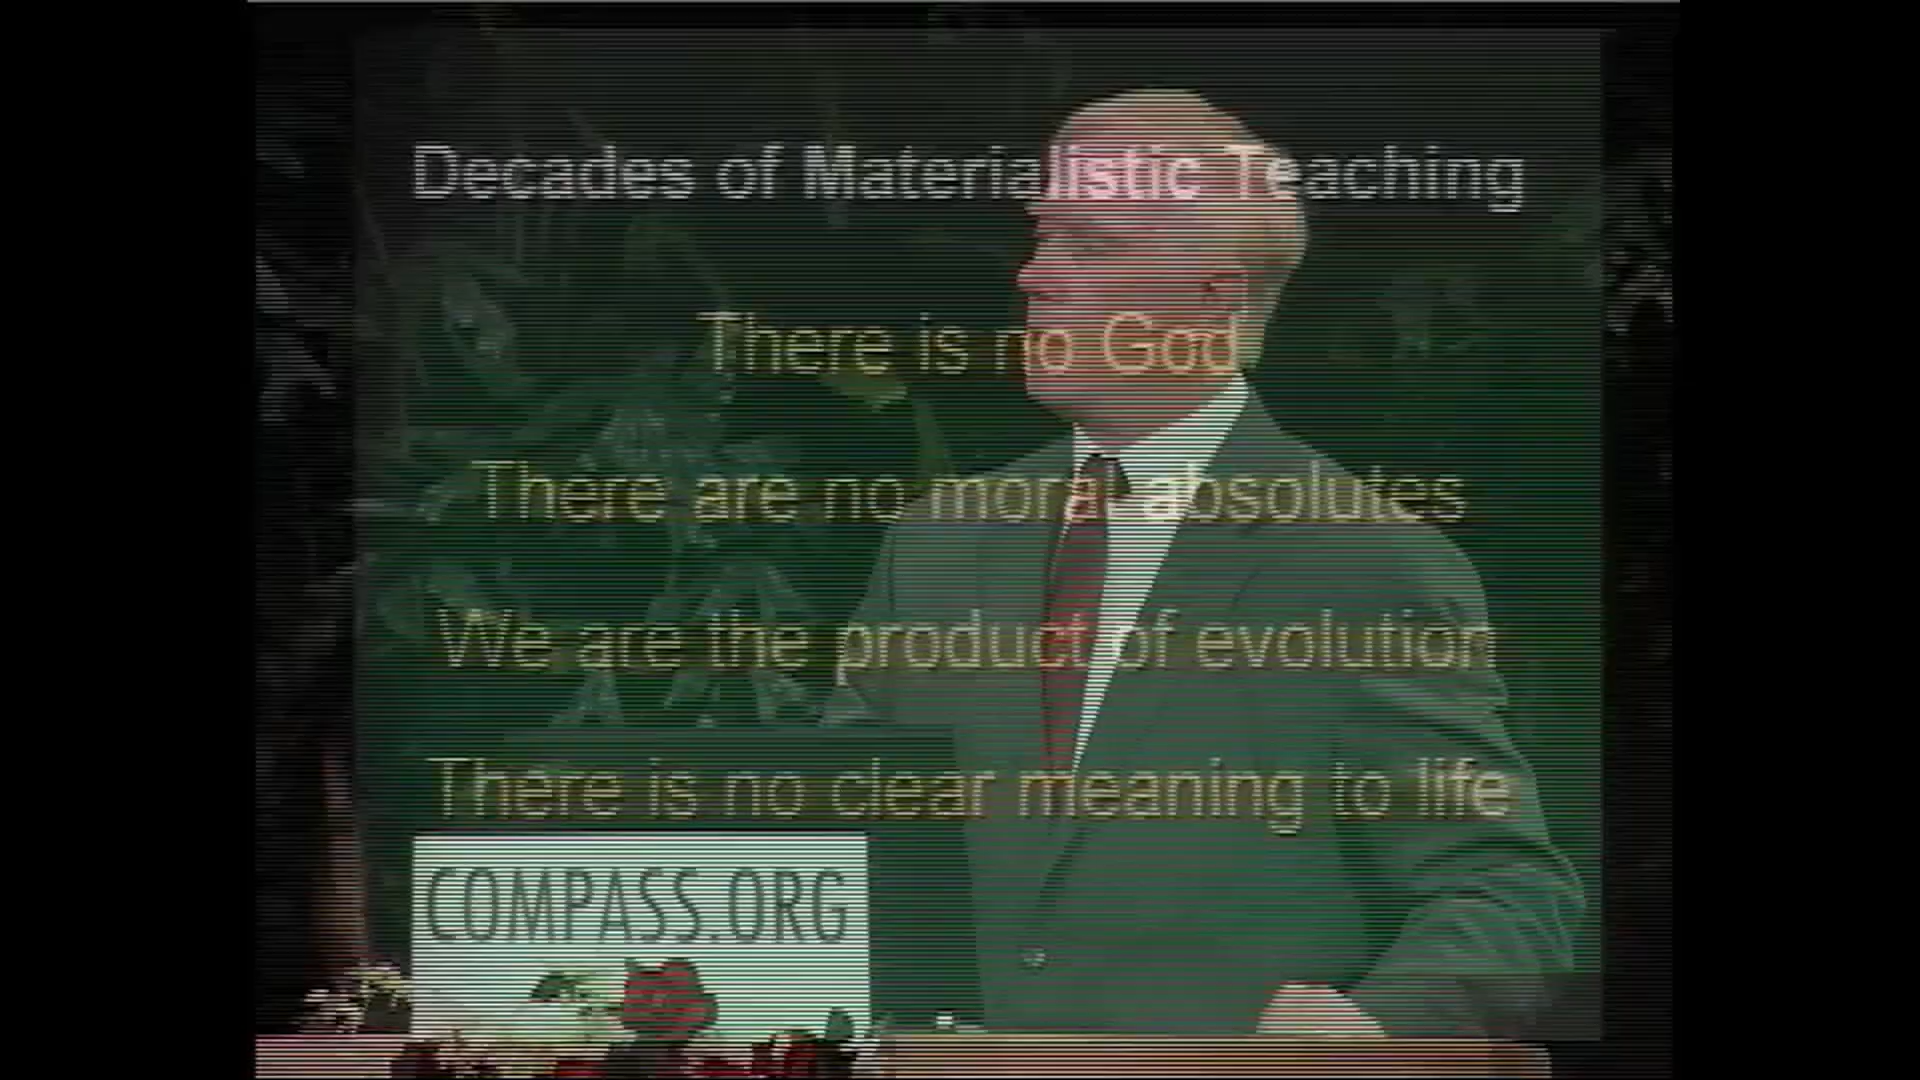 Decades of Materialistic Teaching
There is no God
There are no moral absolutes
We are the product of evolution
There is no clear meaning to life
COMPASS.ORG